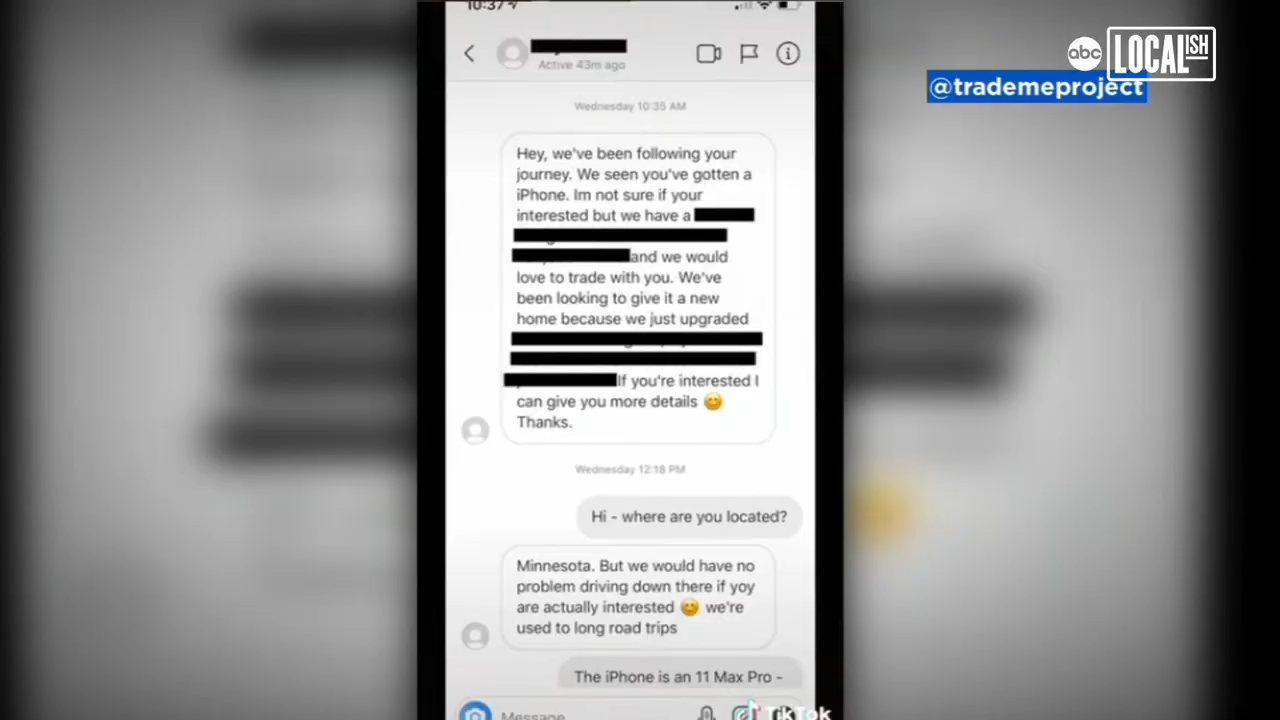 10:37
abc LOCALISH
@trademeproject
Active 43m ago
Wednesday 10:35 AM
Hey, we've been following your
journey. We seen you've gotten a
iPhone. Im not sure if your
interested but we have a
and we would
love to trade with you. We've
been looking to give it a new
home because we just upgraded
If you're interested I
can give you more details 😊
Thanks.
Wednesday 12:18 PM
Hi - where are you located?
Minnesota. But we would have no
problem driving down there if yoy
are actually interested 😊 we're
used to long road trips
The iPhone is an 11 Max Pro -
Message
TikTok